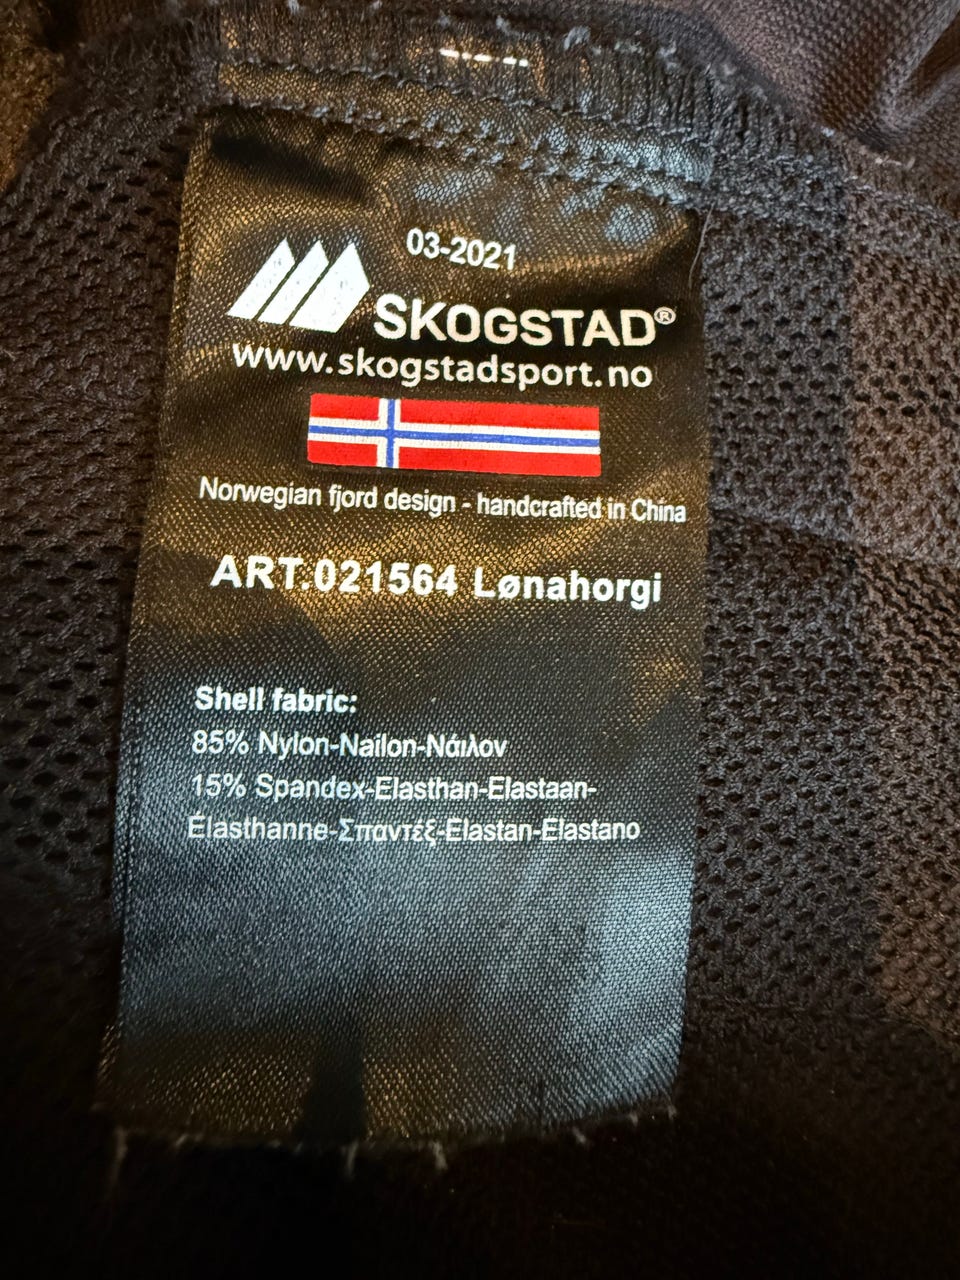 03-2021
SKOGSTAD®
www.skogstadsport.no
Norwegian fjord design - handcrafted in China
ART.021564 Lønahorgi
Shell fabric:
85% Nylon-Nailon-Νάιλον
15% Spandex-Elasthan-Elastaan-
Élasthanne-Σπαντέξ-Elastan-Elastano